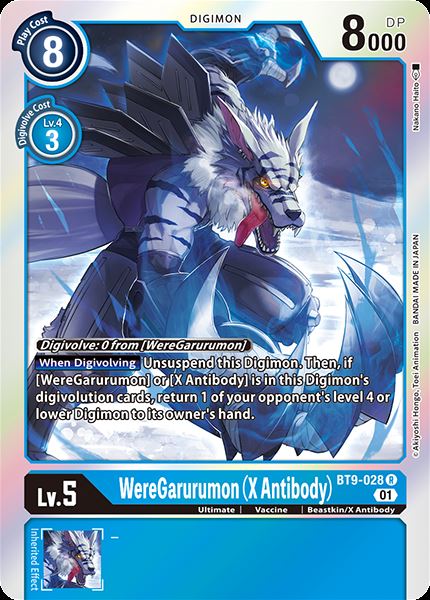 Play Cost
8
DIGIMON
DP
8000
Digivolve Cost
Lv.4
3
Nakano Haito
©Akiyoshi Hongo, Toei Animation BANDAI MADE IN JAPAN
Digivolve: 0 from [WereGarurumon]
When Digivolving Unsuspend this Digimon. Then, if
[WereGarurumon] or [X Antibody] is in this Digimon's
digivolution cards, return 1 of your opponent's level 4 or
lower Digimon to its owner's hand.
Lv.5
WereGarurumon (X Antibody)
BT9-028 R
01
Ultimate | Vaccine | Beastkin/X Antibody
Inherited Effect
–